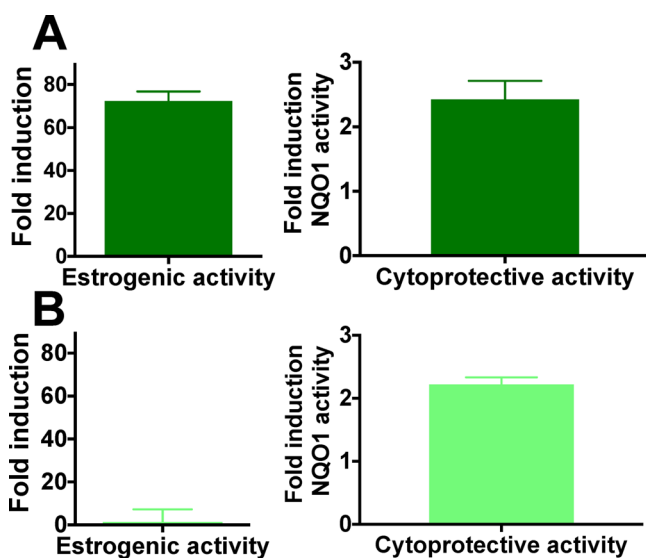 A
Fold induction
80
60
40
20
0
Estrogenic activity
Fold induction
NQO1 activity
3
2
1
0
Cytoprotective activity
B
Fold induction
80
60
40
20
0
Estrogenic activity
Fold induction
NQO1 activity
3
2
1
0
Cytoprotective activity